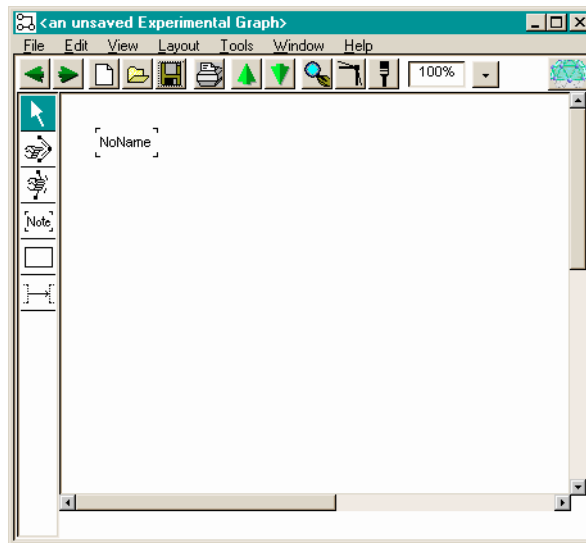 <an unsaved Experimental Graph>
File Edit View Layout Tools Window Help
100%
NoName
Note